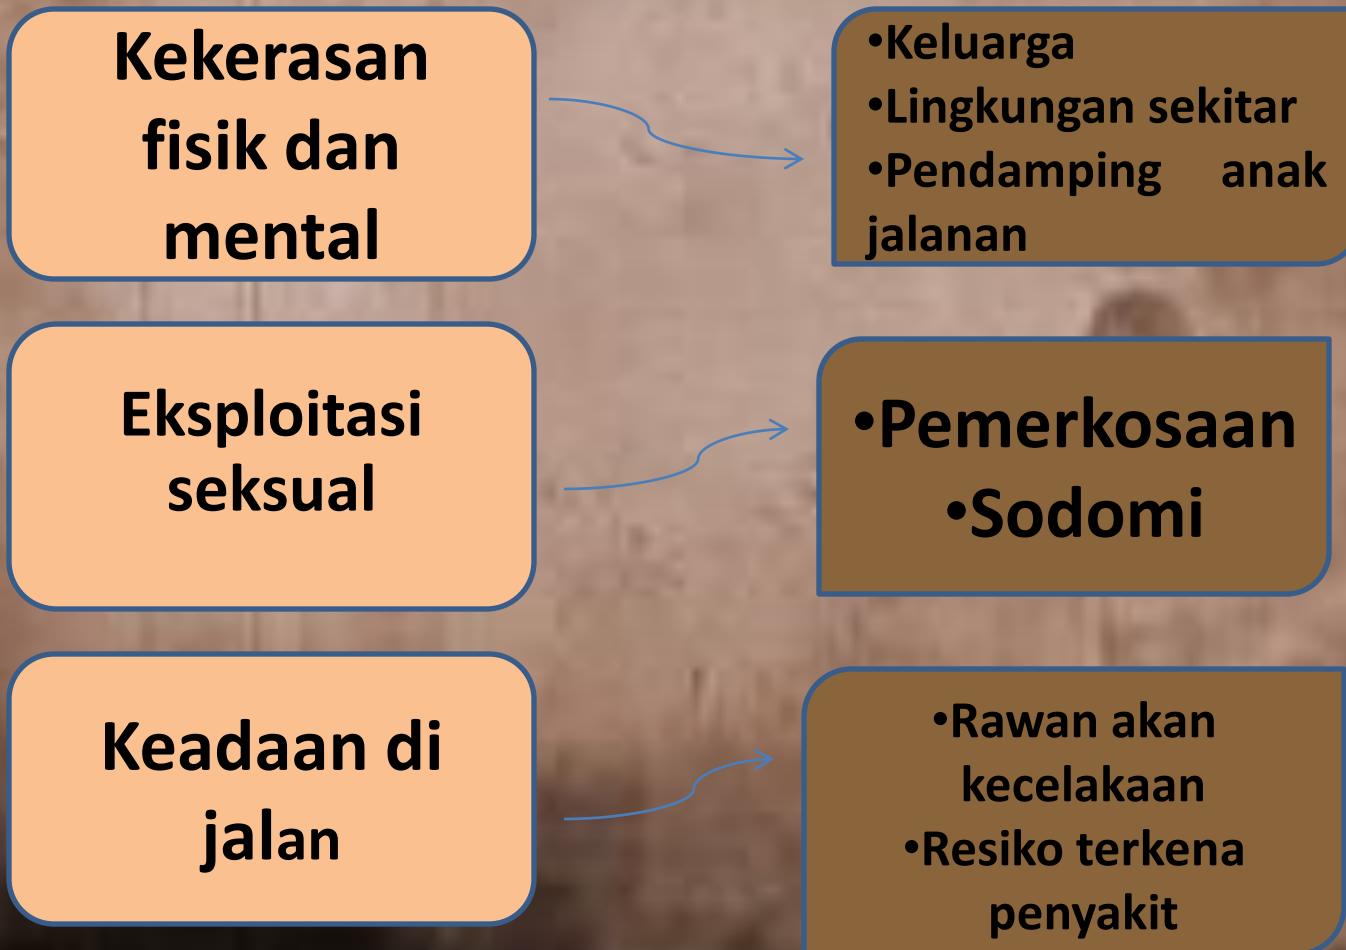 Kekerasan
fisik dan
mental
•Keluarga
•Lingkungan sekitar
•Pendamping anak
jalanan
Eksploitasi
seksual
•Pemerkosaan
•Sodomi
Keadaan di
jalan
•Rawan akan
kecelakaan
•Resiko terkena
penyakit